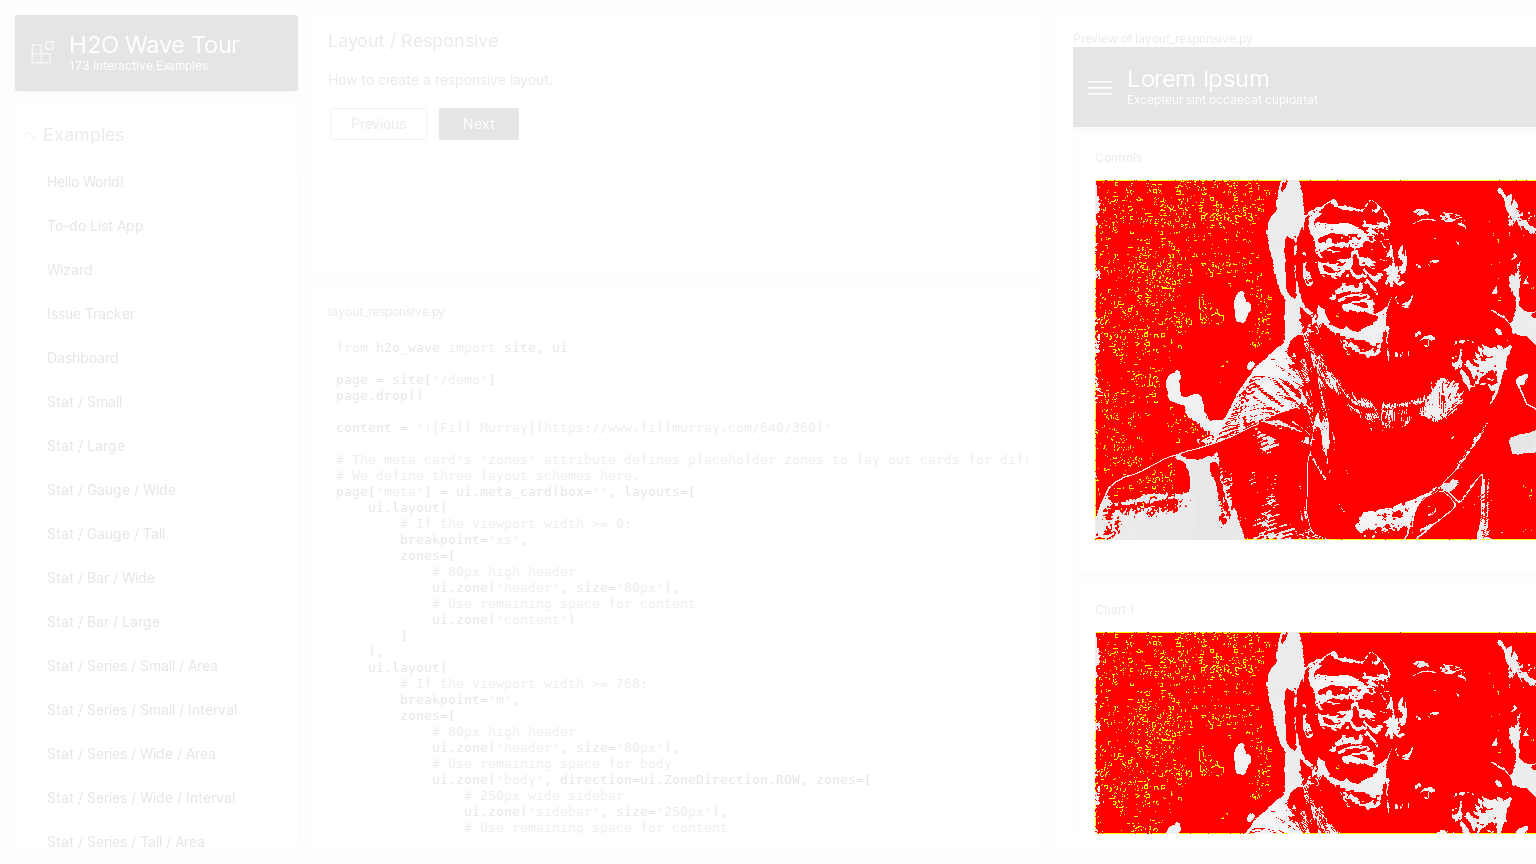 H2O Wave Tour
173 Interactive Examples
Examples
Hello World!
To-do List App
Wizard
Issue Tracker
Dashboard
Stat / Small
Stat / Large
Stat / Gauge / Wide
Stat / Gauge / Tall
Stat / Bar / Wide
Stat / Bar / Large
Stat / Series / Small / Area
Stat / Series / Small / Interval
Stat / Series / Wide / Area
Stat / Series / Wide / Interval
Stat / Series / Tall / Area
Layout / Responsive
How to create a responsive layout.
Previous
Next
layout_responsive.py
from h2o_wave import site, ui
page = site['/demo']
page.drop()
content = '![Fill Murray](https://www.fillmurray.com/640/360)'
# The meta card's 'zones' attribute defines placeholder zones to lay out cards for dif
# We define three layout schemes here.
page['meta'] = ui.meta_card(box='', layouts=[
    ui.layout(
        # If the viewport width >= 0:
        breakpoint='xs',
        zones=[
            # 80px high header
            ui.zone('header', size='80px'),
            # Use remaining space for content
            ui.zone('content')
        ]
    ),
    ui.layout(
        # If the viewport width >= 768:
        breakpoint='m',
        zones=[
            # 80px high header
            ui.zone('header', size='80px'),
            # Use remaining space for body
            ui.zone('body', direction=ui.ZoneDirection.ROW, zones=[
                # 250px wide sidebar
                ui.zone('sidebar', size='250px'),
                # Use remaining space for content
Preview of layout_responsive.py
Lorem Ipsum
Excepteur sint occaecat cupidatat
Controls
Chart 1